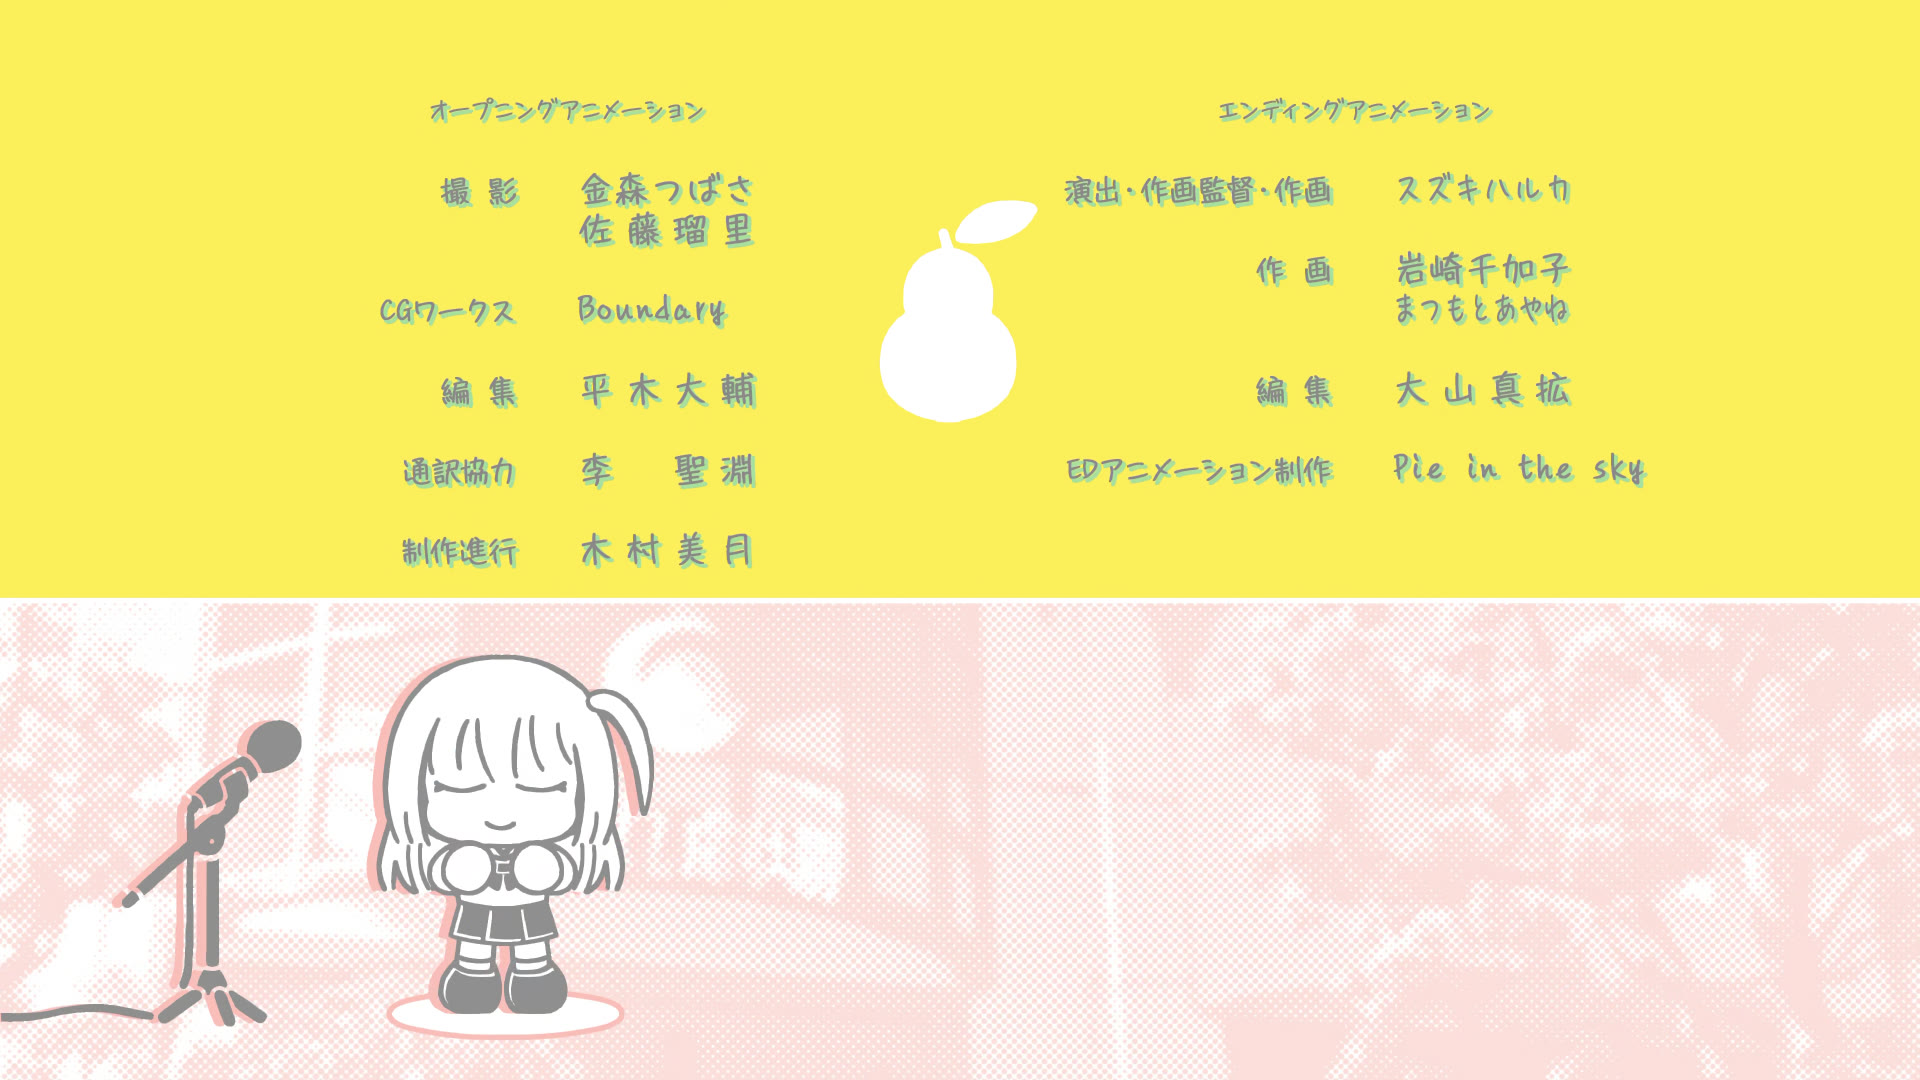 オープニングアニメーション
撮影 金森つばさ
佐藤瑠里
CGワークス Boundary
編集 平木大輔
通訳協力 李 聖淵
制作進行 木村美月
エンディングアニメーション
演出・作画監督・作画 スズキハルカ
作画 岩崎千加子
まつもとあやね
編集 大山真拡
EDアニメーション制作 Pie in the sky